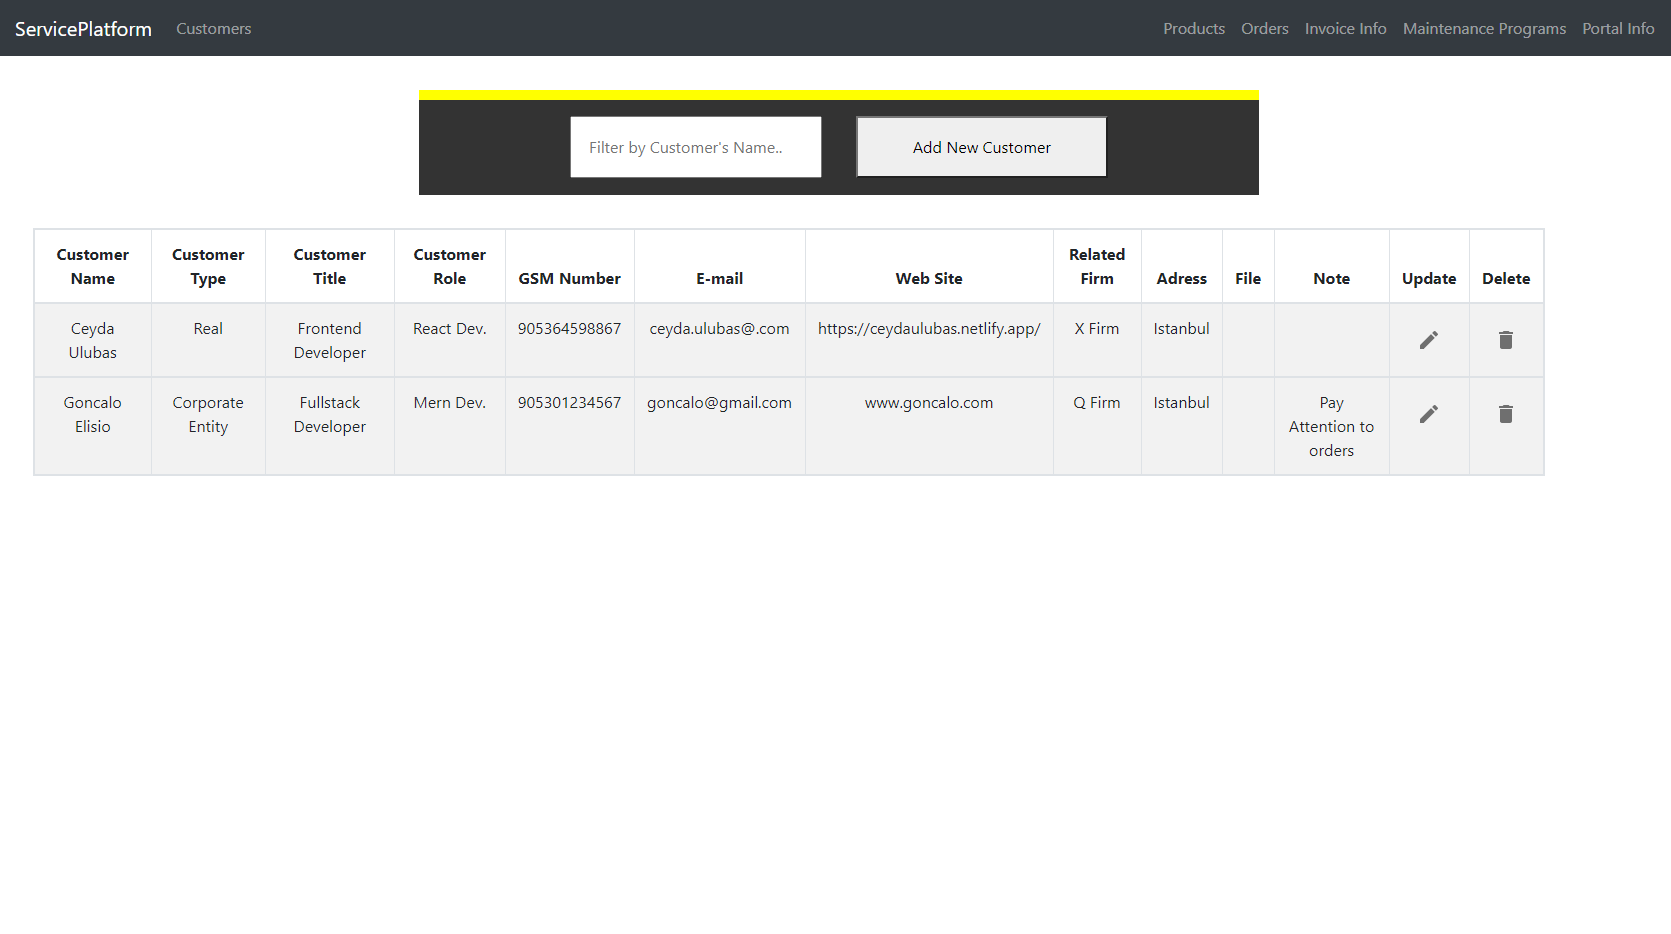 ServicePlatform Customers Products Orders Invoice Info Maintenance Programs Portal Info
Filter by Customer's Name.. Add New Customer
Customer Name Customer Type Customer Title Customer Role GSM Number E-mail Web Site Related Firm Adress File Note Update Delete
Ceyda Ulubas Real Frontend Developer React Dev. 905364598867 ceyda.ulubas@.com https://ceydaulubas.netlify.app/ X Firm Istanbul
Goncalo Elisio Corporate Entity Fullstack Developer Mern Dev. 905301234567 goncalo@gmail.com www.goncalo.com Q Firm Istanbul Pay Attention to orders